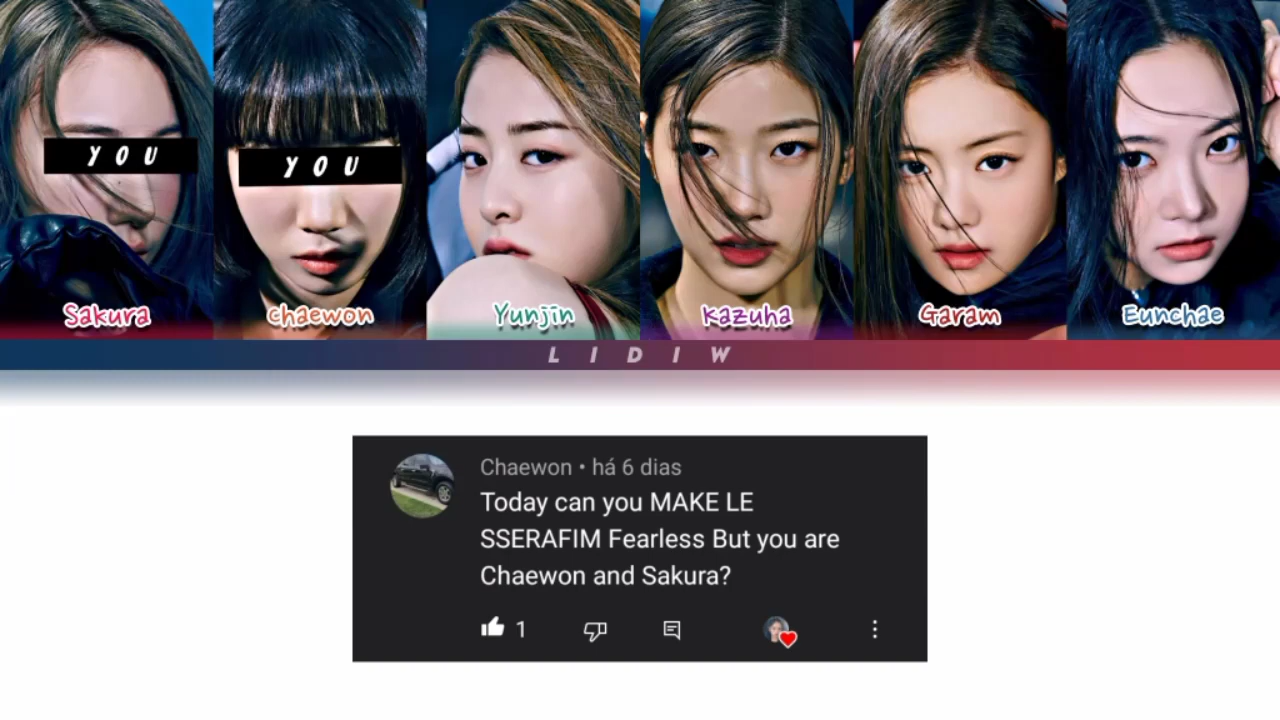 YOU
YOU
Sakura
chaewon
Yunjin
Kazuha
Garam
Eunchae
LIDIW
Chaewon • há 6 dias
Today can you MAKE LE
SSERAFIM Fearless But you are
Chaewon and Sakura?
1